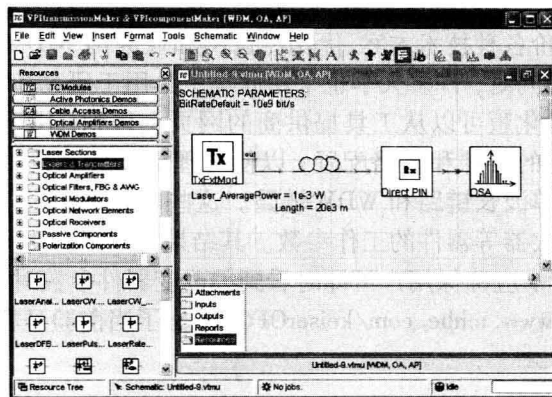 VPItransmissionMaker & VPIcomponentMaker [WDM, OA, AP]
File Edit View Insert Format Tools Schematic Window Help
Resources
TC Modules
Active Photonics Demos
Cable Access Demos
Optical Amplifiers Demos
WDM Demos
Laser Sections
Optical Amplifiers
Optical Filters, FBG & AWG
Optical Modulators
Optical Network Elements
Optical Receivers
Passive Components
Polarization Components
LaserAnal... LaserCW... LaserCW_...
LaserDFB... LaserPuls... LaserRate...
Untitled-9.vtmu [WDM, OA, AP]
SCHEMATIC PARAMETERS:
BitRateDefault = 10e9 bit/s
Tx
TxExtMod
out
Laser_AveragePower = 1e-3 W
Length = 20e3 m
Direct PIN
OSA
Attachments
Inputs
Outputs
Reports
Resources
Untitled-9.vtmu [WDM, OA, AP]
Resource Tree
Schematic: Untitled-9.vtmu
No jobs.
Idle